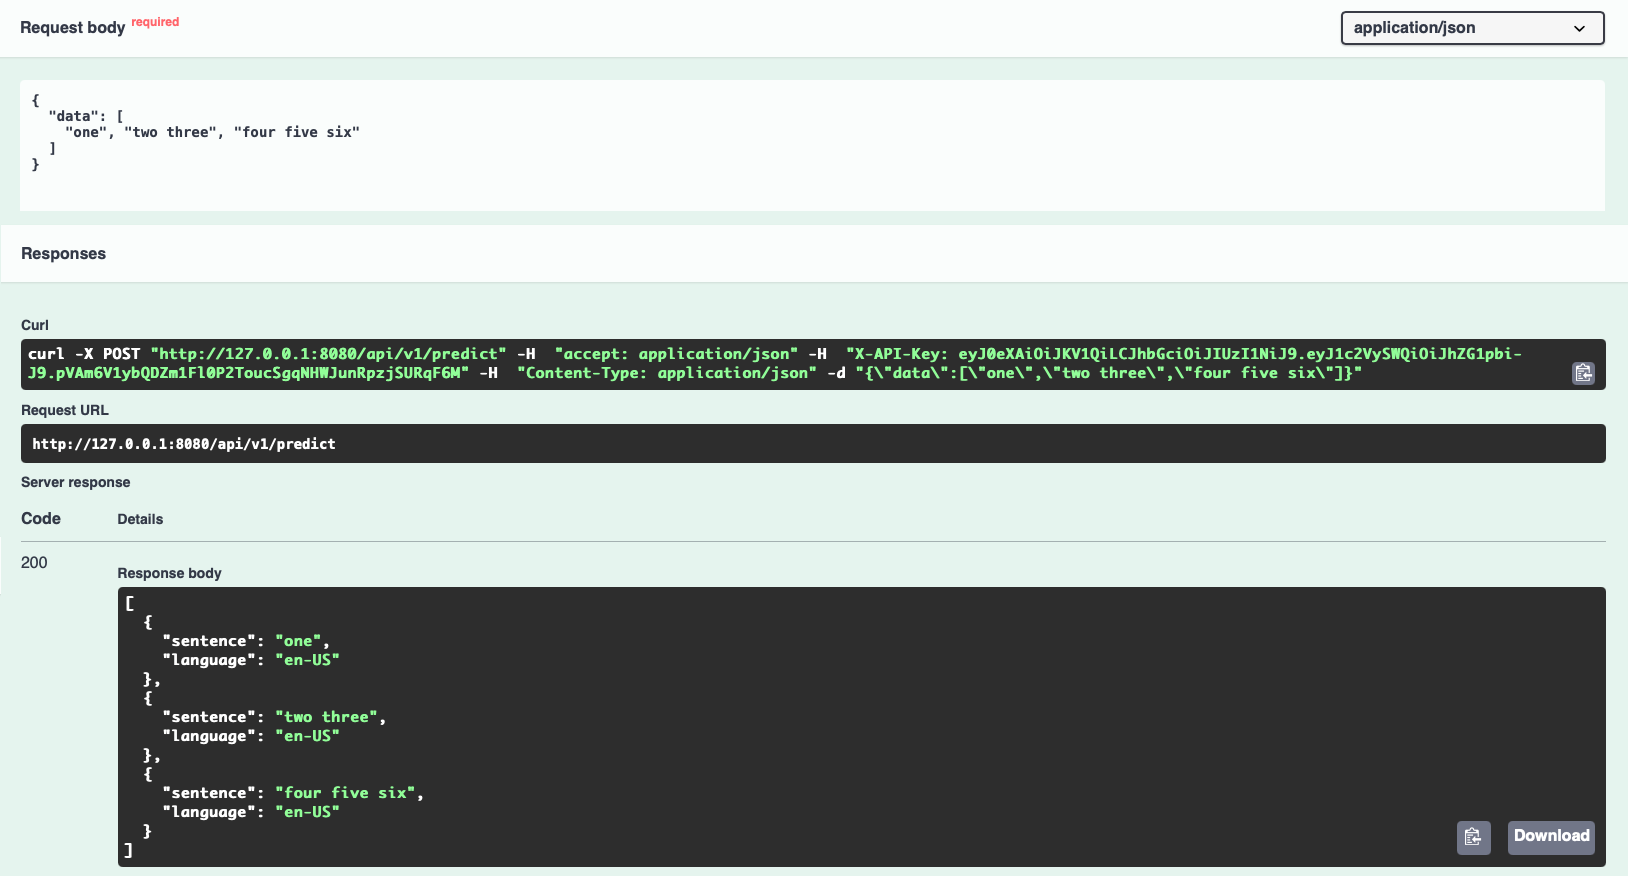 Request body required
application/json
{
  "data": [
    "one", "two three", "four five six"
  ]
}
Responses
Curl
curl -X POST "http://127.0.0.1:8080/api/v1/predict" -H  "accept: application/json" -H  "X-API-Key: eyJ0eXAiOiJKV1QiLCJhbGciOiJIUzI1NiJ9.eyJ1c2VySWQiOiJhZG1pbi-
J9.pVAm6V1ybQDZm1Fl0P2ToucSgqNHWJunRpzjSURqF6M" -H  "Content-Type: application/json" -d "{\"data\":[\"one\",\"two three\",\"four five six\"]}"
Request URL
http://127.0.0.1:8080/api/v1/predict
Server response
Code Details
200
Response body
[
  {
    "sentence": "one",
    "language": "en-US"
  },
  {
    "sentence": "two three",
    "language": "en-US"
  },
  {
    "sentence": "four five six",
    "language": "en-US"
  }
]
Download